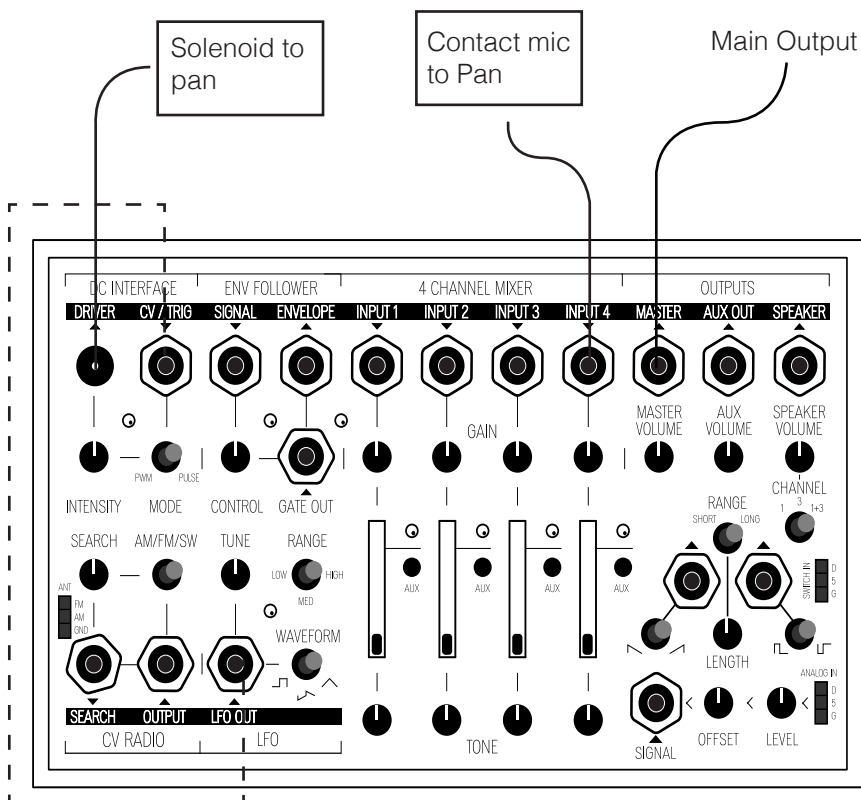 Solenoid to
pan
Contact mic
to Pan
Main Output
DC INTERFACE ENV FOLLOWER 4 CHANNEL MIXER OUTPUTS
DRIVER CV / TRIG SIGNAL ENVELOPE INPUT 1 INPUT 2 INPUT 3 INPUT 4 MASTER AUX OUT SPEAKER
MASTER VOLUME AUX VOLUME SPEAKER VOLUME
GAIN
PWM PULSE
INTENSITY MODE CONTROL GATE OUT
CHANNEL
1 3 1+3
RANGE
SHORT LONG
SEARCH AM/FM/SW TUNE RANGE
LOW HIGH
MED
AUX AUX AUX AUX
SWITCH IN
D
5
G
ANT
FM
AM
GND
WAVEFORM
LENGTH
ANALOG IN
D
5
G
SEARCH OUTPUT LFO OUT
CV RADIO LFO
TONE
SIGNAL OFFSET LEVEL